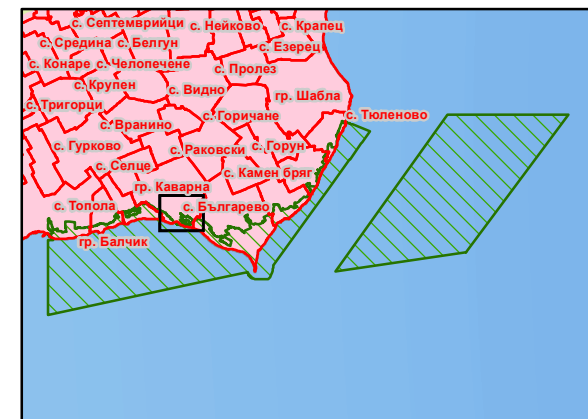 с. Септемврийци
с. Нейково
с. Крапец
с. Средина
с. Белгун
с. Езерец
с. Конаре
с. Челопечене
с. Пролез
с. Крупен
с. Видно
гр. Шабла
с. Тригорци
с. Горичане
с. Тюленово
с. Вранино
с. Гурково
с. Раковски
с. Горун
с. Селце
с. Камен бряг
гр. Каварна
с. Топола
с. Българево
гр. Балчик